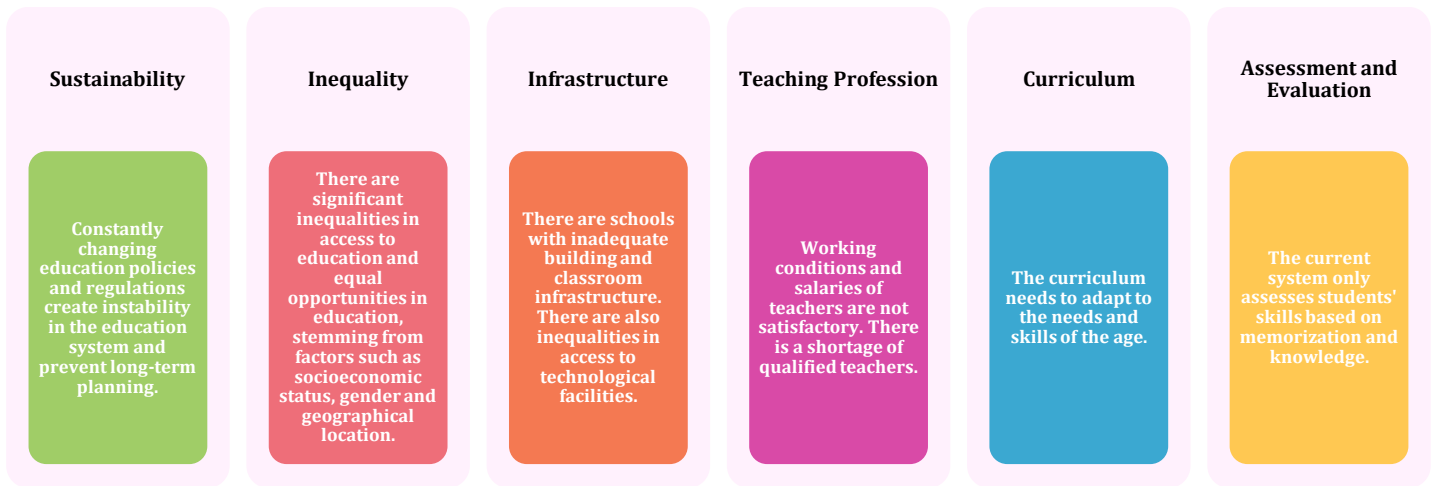 Sustainability
Constantly
changing
education policies
and regulations
create instability
in the education
system and
prevent long-term
planning.
Inequality
There are
significant
inequalities in
access to
education and
equal
opportunities in
education,
stemming from
factors such as
socioeconomic
status, gender and
geographical
location.
Infrastructure
There are schools
with inadequate
building and
classroom
infrastructure.
There are also
inequalities in
access to
technological
facilities.
Teaching Profession
Working
conditions and
salaries of
teachers are not
satisfactory. There
is a shortage of
qualified teachers.
Curriculum
The curriculum
needs to adapt to
the needs and
skills of the age.
Assessment and
Evaluation
The current
system only
assesses students'
skills based on
memorization and
knowledge.